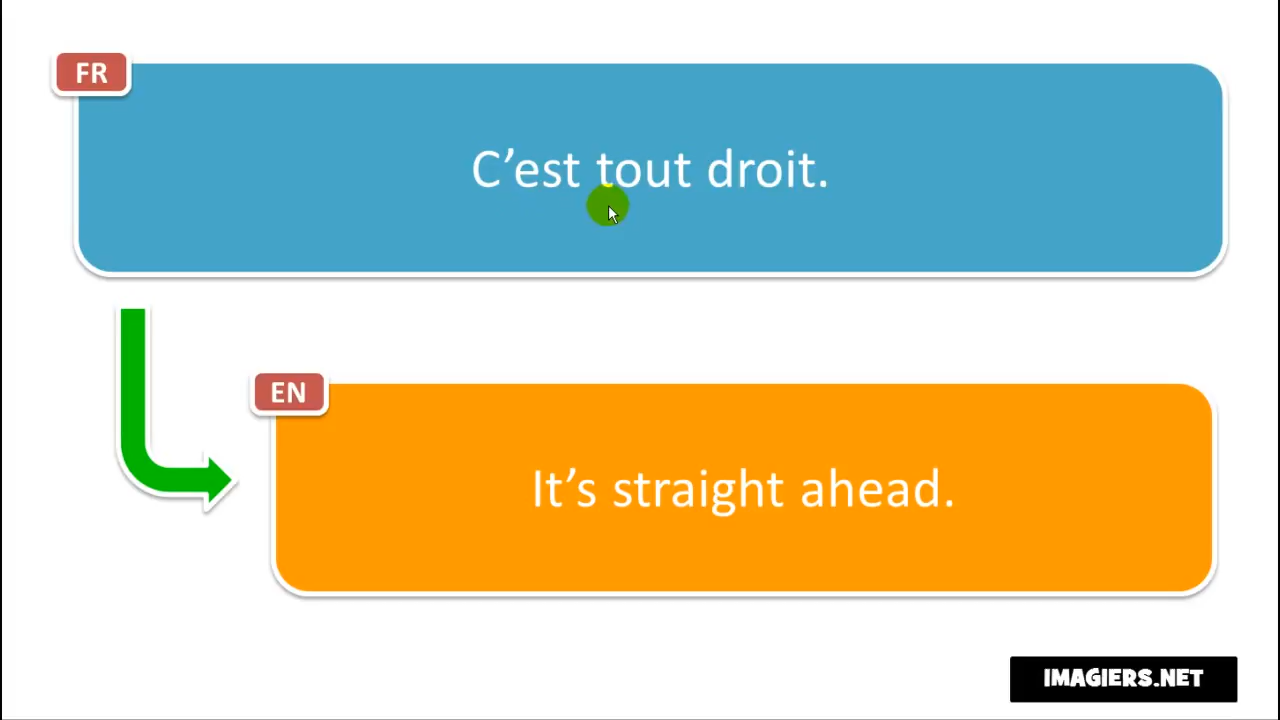 FR
C’est tout droit.
EN
It’s straight ahead.
IMAGIERS.NET